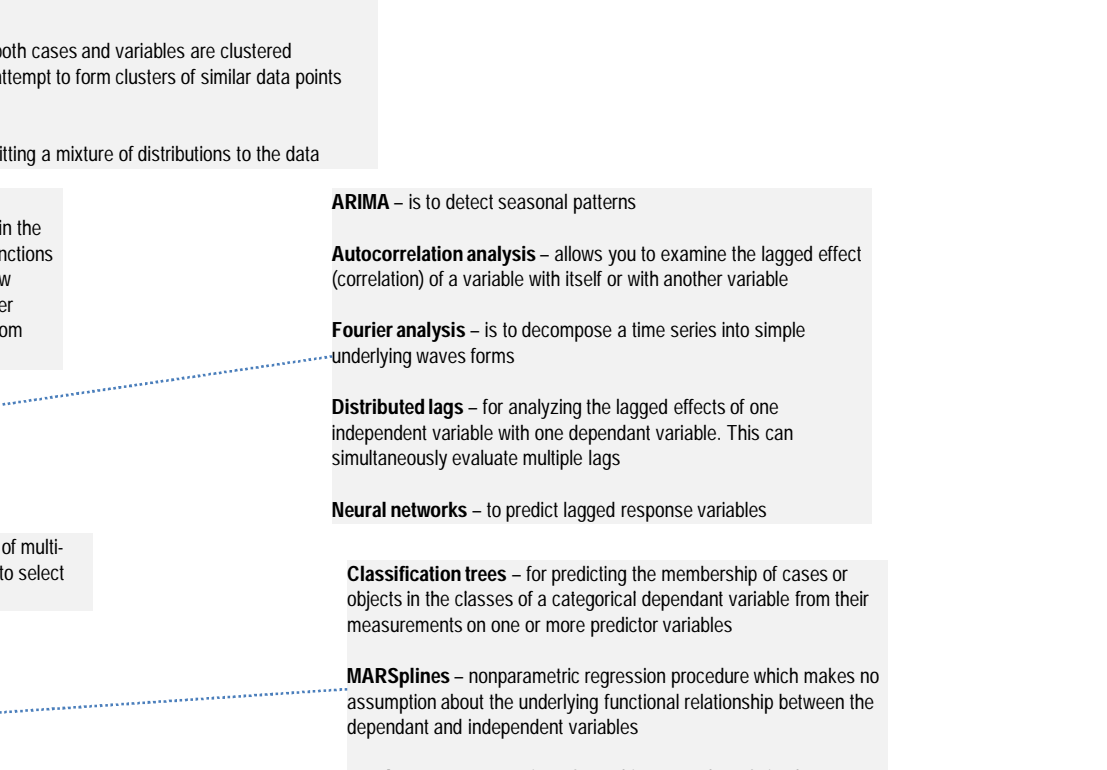 both cases and variables are clustered
attempt to form clusters of similar data points
itting a mixture of distributions to the data
in the
nctions
w
er
om
ARIMA – is to detect seasonal patterns
Autocorrelation analysis – allows you to examine the lagged effect
(correlation) of a variable with itself or with another variable
Fourier analysis – is to decompose a time series into simple
underlying waves forms
Distributed lags – for analyzing the lagged effects of one
independent variable with one dependant variable. This can
simultaneously evaluate multiple lags
Neural networks – to predict lagged response variables
of multi-
to select
Classification trees – for predicting the membership of cases or
objects in the classes of a categorical dependant variable from their
measurements on one or more predictor variables
MARSplines – nonparametric regression procedure which makes no
assumption about the underlying functional relationship between the
dependant and independent variables